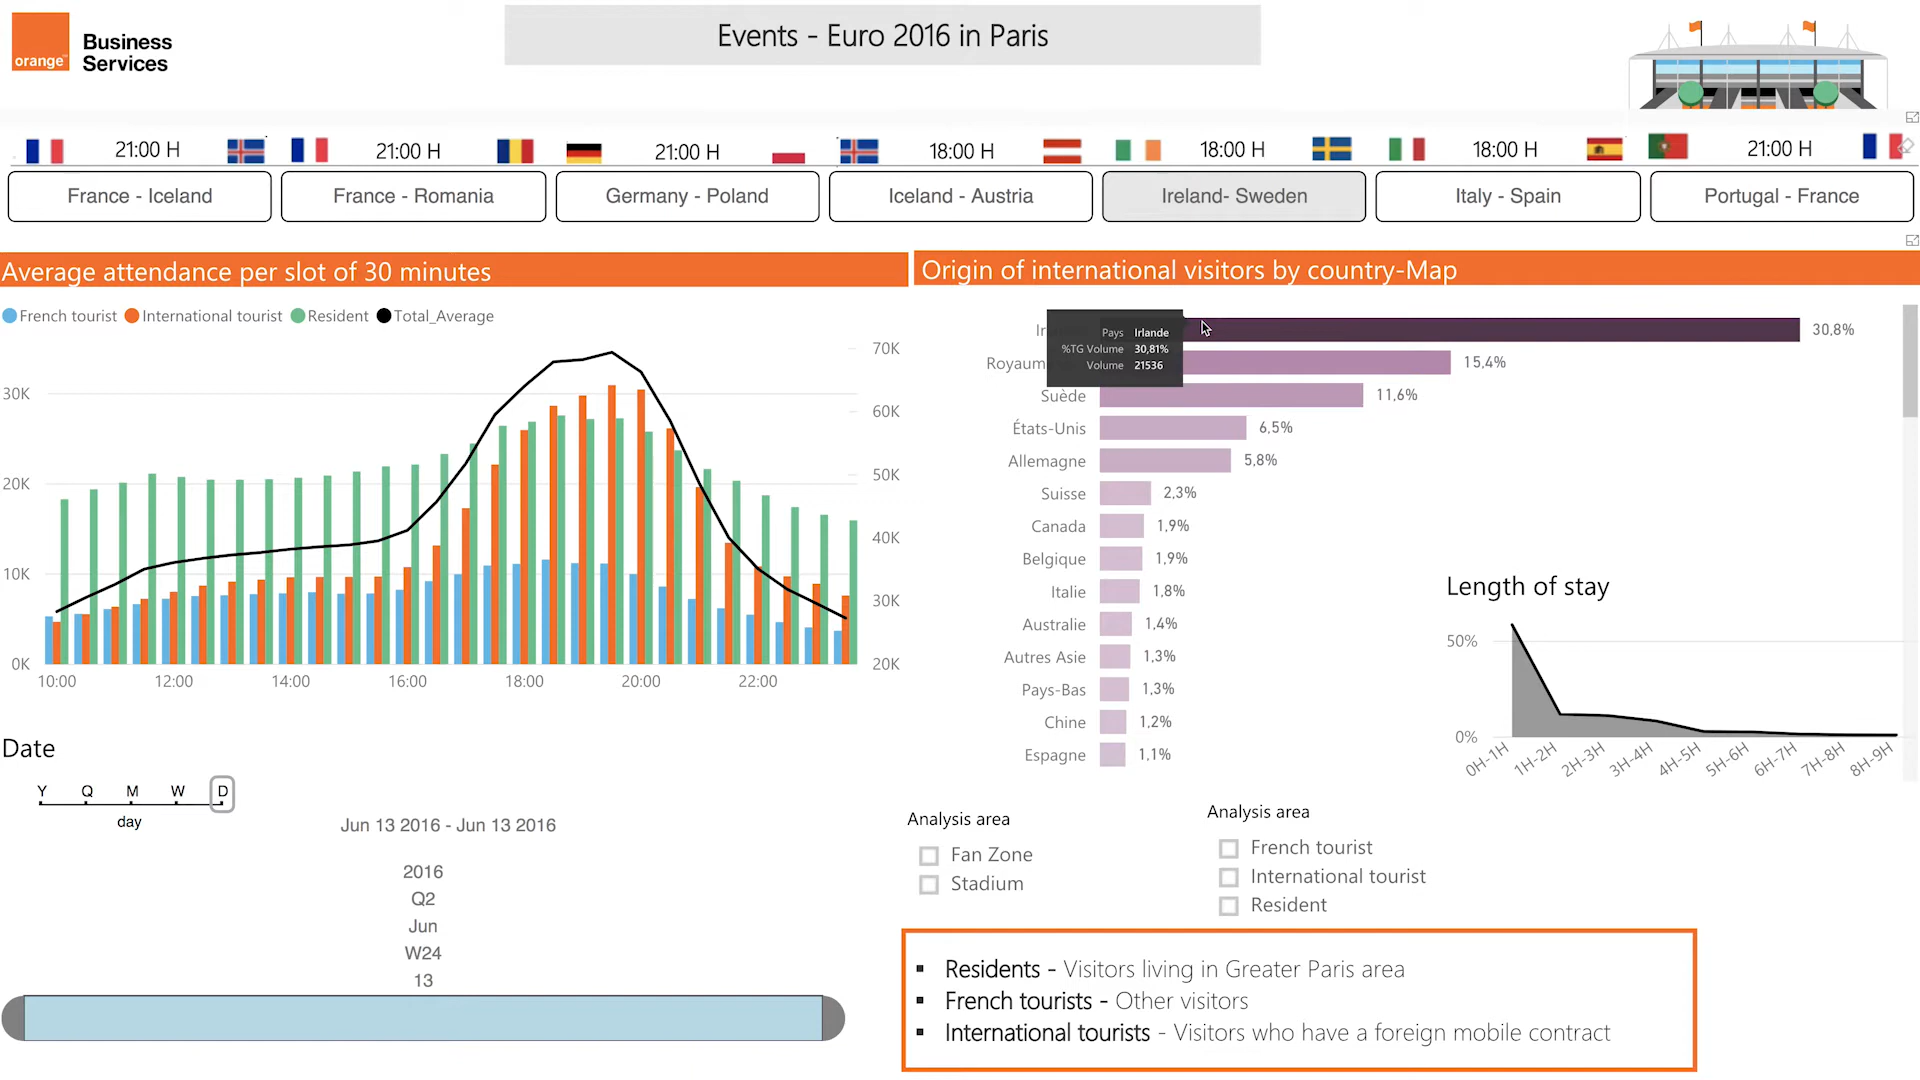 orange™
Business
Services
Events - Euro 2016 in Paris
21:00 H
21:00 H
21:00 H
18:00 H
18:00 H
18:00 H
21:00 H
France - Iceland
France - Romania
Germany - Poland
Iceland - Austria
Ireland- Sweden
Italy - Spain
Portugal - France
Average attendance per slot of 30 minutes
French tourist
International tourist
Resident
Total_Average
30K
20K
10K
0K
70K
60K
50K
40K
30K
20K
10:00
12:00
14:00
16:00
18:00
20:00
22:00
Origin of international visitors by country-Map
Pays Irlande
%TG Volume 30,81%
Volume 21536
30,8%
15,4%
Suède 11,6%
États-Unis 6,5%
Allemagne 5,8%
Suisse 2,3%
Canada 1,9%
Belgique 1,9%
Italie 1,8%
Australie 1,4%
Autres Asie 1,3%
Pays-Bas 1,3%
Chine 1,2%
Espagne 1,1%
Length of stay
50%
0%
0H-1H
1H-2H
2H-3H
3H-4H
4H-5H
5H-6H
6H-7H
7H-8H
8H-9H
Date
Y Q M W D
day
Jun 13 2016 - Jun 13 2016
2016
Q2
Jun
W24
13
Analysis area
Fan Zone
Stadium
Analysis area
French tourist
International tourist
Resident
▪ Residents - Visitors living in Greater Paris area
▪ French tourists - Other visitors
▪ International tourists - Visitors who have a foreign mobile contract